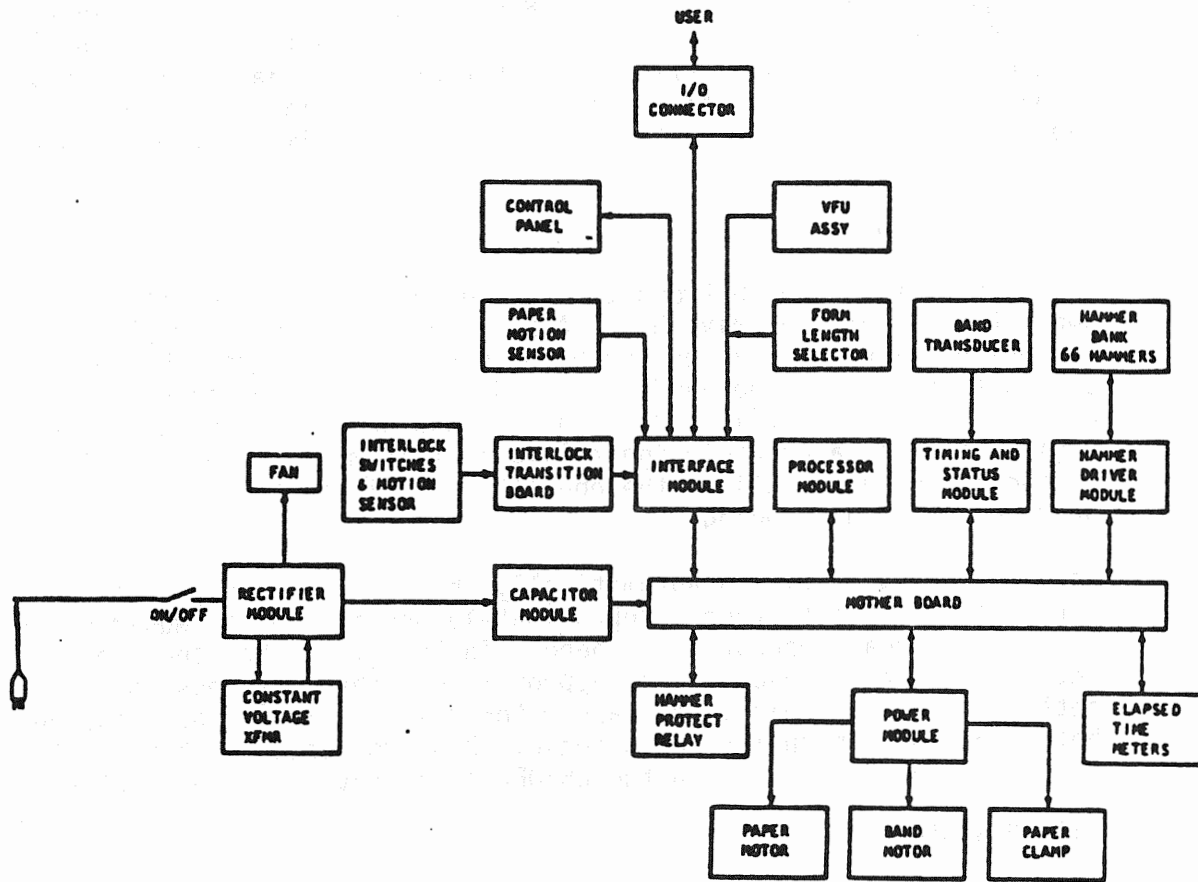 USER
I/O
CONNECTOR
CONTROL
PANEL
VFU
ASSY
PAPER
MOTION
SENSOR
FORM
LENGTH
SELECTOR
BAND
TRANSDUCER
HAMMER
BANK
66 HAMMERS
INTERLOCK
SWITCHES
& MOTION
SENSOR
INTERLOCK
TRANSITION
BOARD
INTERFACE
MODULE
PROCESSOR
MODULE
TIMING AND
STATUS
MODULE
HAMMER
DRIVER
MODULE
FAN
ON/OFF
RECTIFIER
MODULE
CAPACITOR
MODULE
MOTHER BOARD
CONSTANT
VOLTAGE
XFMR
HAMMER
PROTECT
RELAY
POWER
MODULE
ELAPSED
TIME
METERS
PAPER
MOTOR
BAND
MOTOR
PAPER
CLAMP